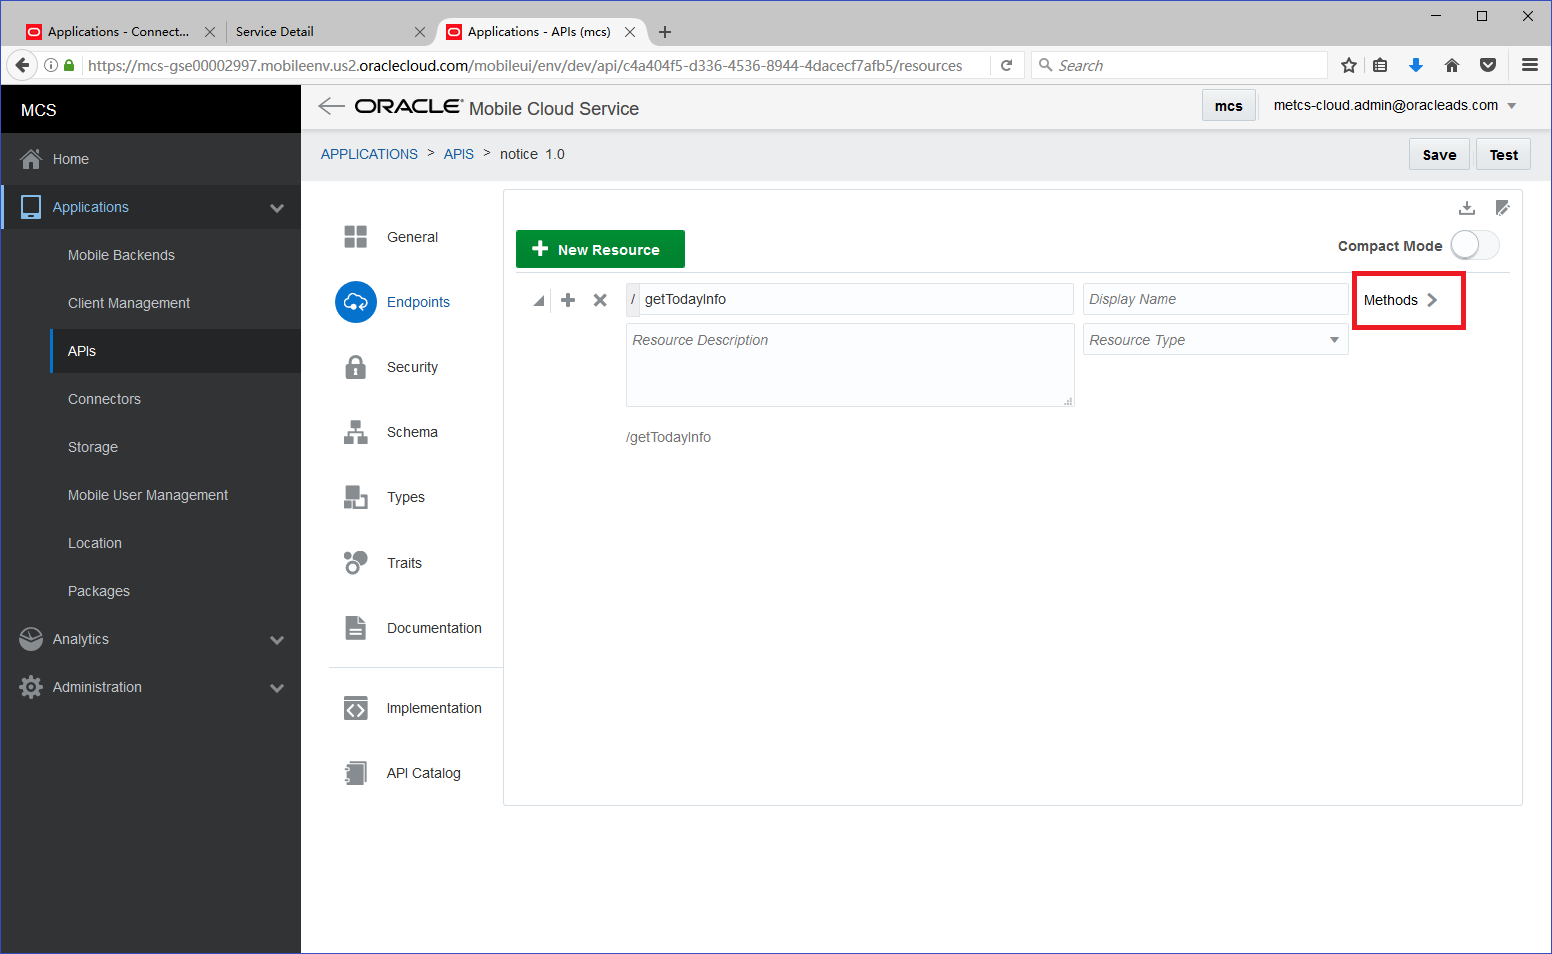 Applications - Connect...
Service Detail
Applications - APIs (mcs)
https://mcs-gse00002997.mobileenv.us2.oraclecloud.com/mobileui/env/dev/api/c4a404f5-d336-4536-8944-4dacecf7afb5/resources
Search
MCS
ORACLE Mobile Cloud Service
mcs
metcs-cloud.admin@oracleads.com
Home
APPLICATIONS > APIS > notice 1.0
Save
Test
Applications
Mobile Backends
Client Management
APIs
Connectors
Storage
Mobile User Management
Location
Packages
Analytics
Administration
General
Endpoints
Security
Schema
Types
Traits
Documentation
Implementation
API Catalog
New Resource
Compact Mode
/ getTodayInfo
Display Name
Methods
Resource Description
Resource Type
/getTodayInfo